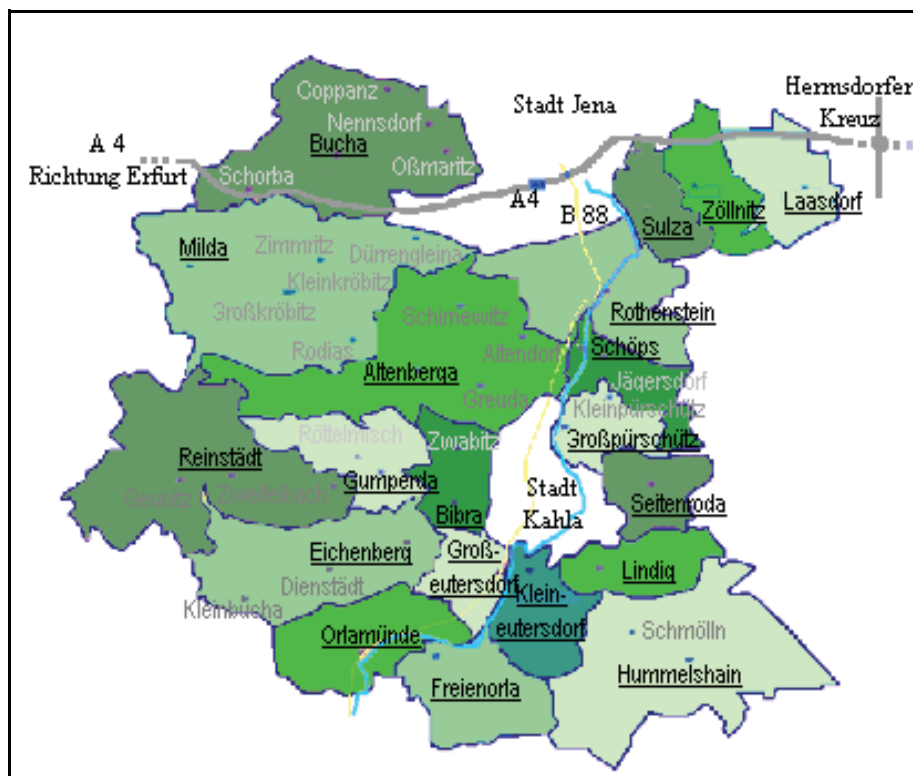 Coppanz
Nennsdorf
Bucha
Oßmaritz
Schorba
A 4
Richtung Erfurt
Stadt Jena
Hermsdorfer
Kreuz
A4
B 88
Sulza
Zöllnitz
Laasdorf
Milda
Zimmritz
Dürrengleina
Kleinkröbitz
Großkröbitz
Rodias
Schirnewitz
Altendorf
Altenberga
Greuda
Rothenstein
Schöps
Jägersdorf
Kleinpürschütz
Großpürschütz
Röttelmisch
Zwabitz
Reinstädt
Gumperda
Geunitz
Zweifelbach
Bibra
Stadt
Kahla
Seitenroda
Eichenberg
Groß-
eutersdorf
Dienstädt
Kleinbucha
Klein-
eutersdorf
Lindig
Orlamünde
Schmölln
Freienorla
Hummelshain